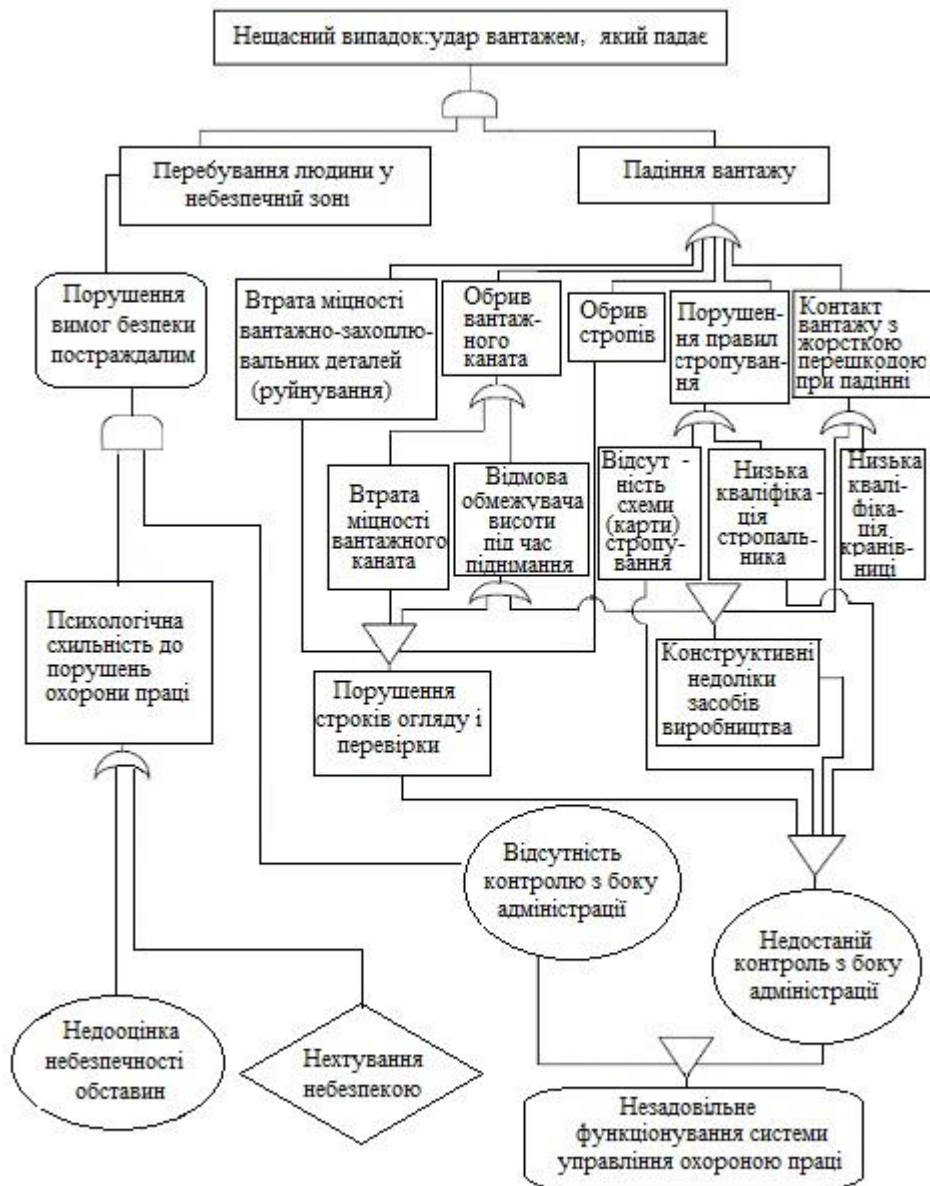 Нещасний випадок:удар вантажем, який падає
Перебування людини у
небезпечній зоні
Падіння вантажу
Порушення
вимог безпеки
постраждалим
Втрата міцності
вантажно-захоплю-
вальних деталей
(руйнування)
Обрив
вантаж-
ного
каната
Обрив
стропів
Поруше-
ння правил
стропуван-
ня
Контакт
вантажу з
жорсткою
перешкодою
при падінні
Втрата
міцності
вантажного
каната
Відмова
обмежувача
висоти
під час
піднімання
Відсут -
ність
схеми
(карти)
стропу-
вання
Низька
кваліфіка -
ція
стропаль-
ника
Низька
квалі-
фіка-
ція
кранів-
ниці
Психологічна
схильність до
порушень
охорони праці
Порушення
строків огляду і
перевірки
Конструктивні
недоліки
засобів
виробництва
Відсутність
контролю з боку
адміністрації
Недостаній
контроль з боку
адміністрації
Недооцінка
небезпечності
обставин
Нехтування
небезпекою
Незадовільне
функціонування системи
управління охороною праці